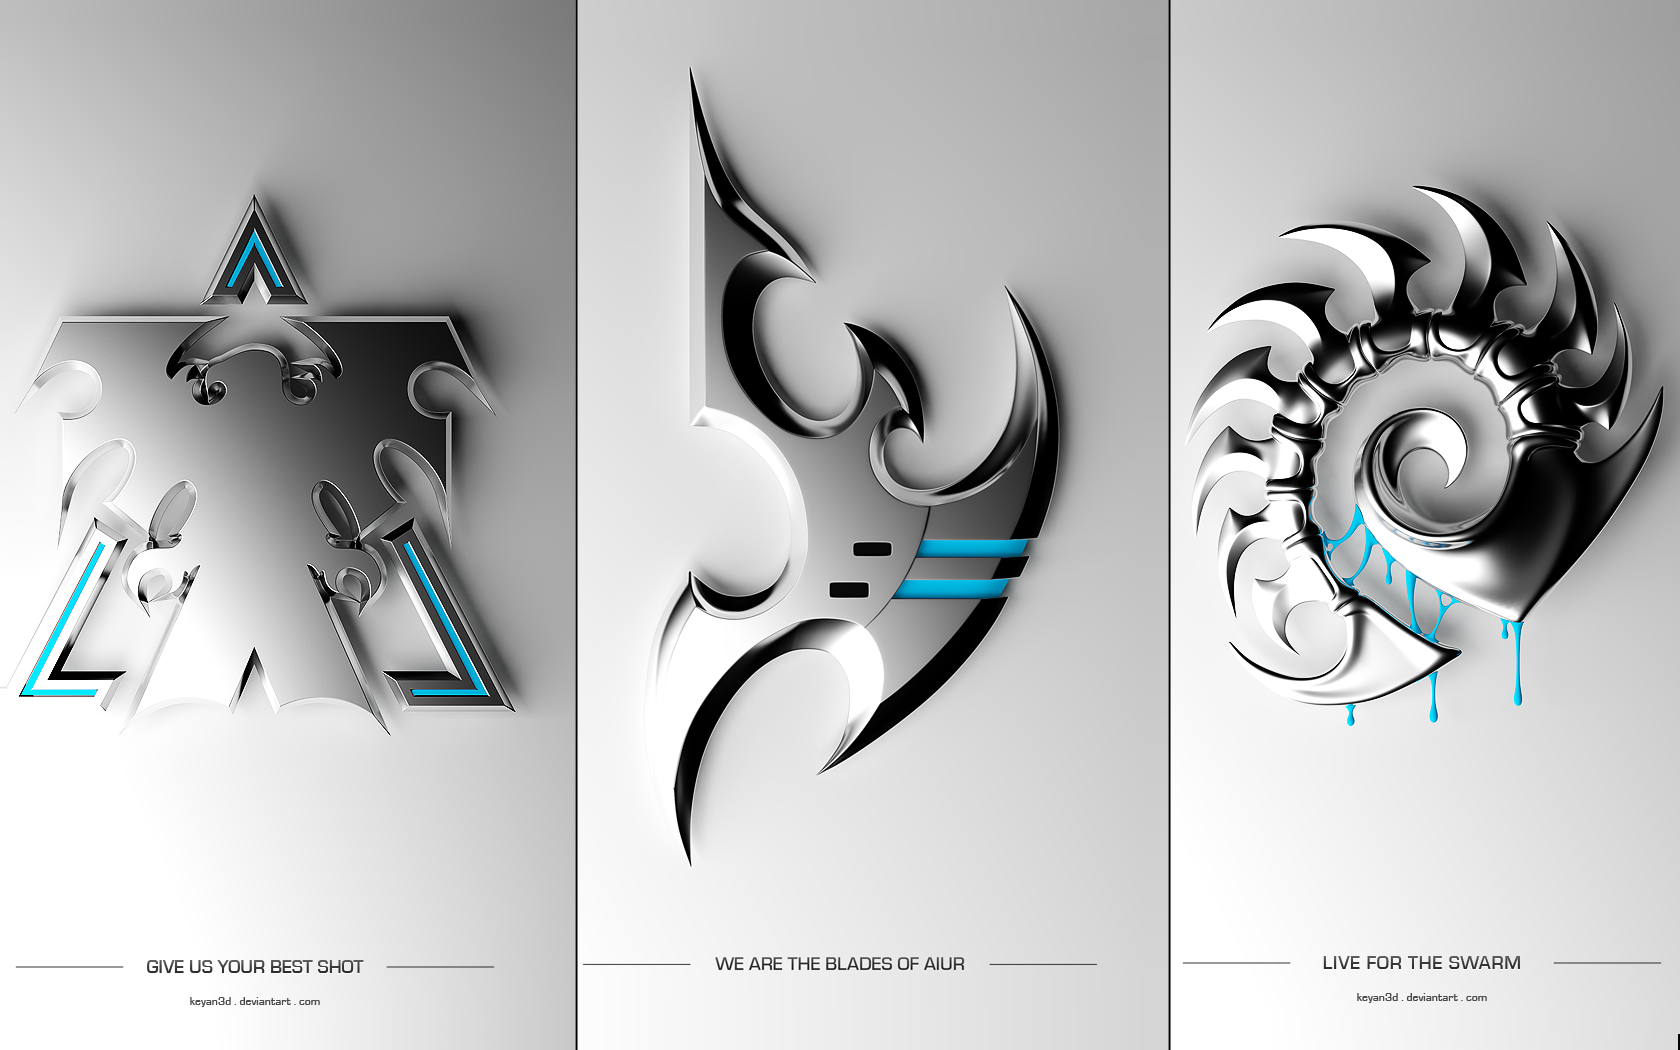 GIVE US YOUR BEST SHOT
keyan3d . deviantart . com
WE ARE THE BLADES OF AIUR
LIVE FOR THE SWARM
keyan3d . deviantart . com